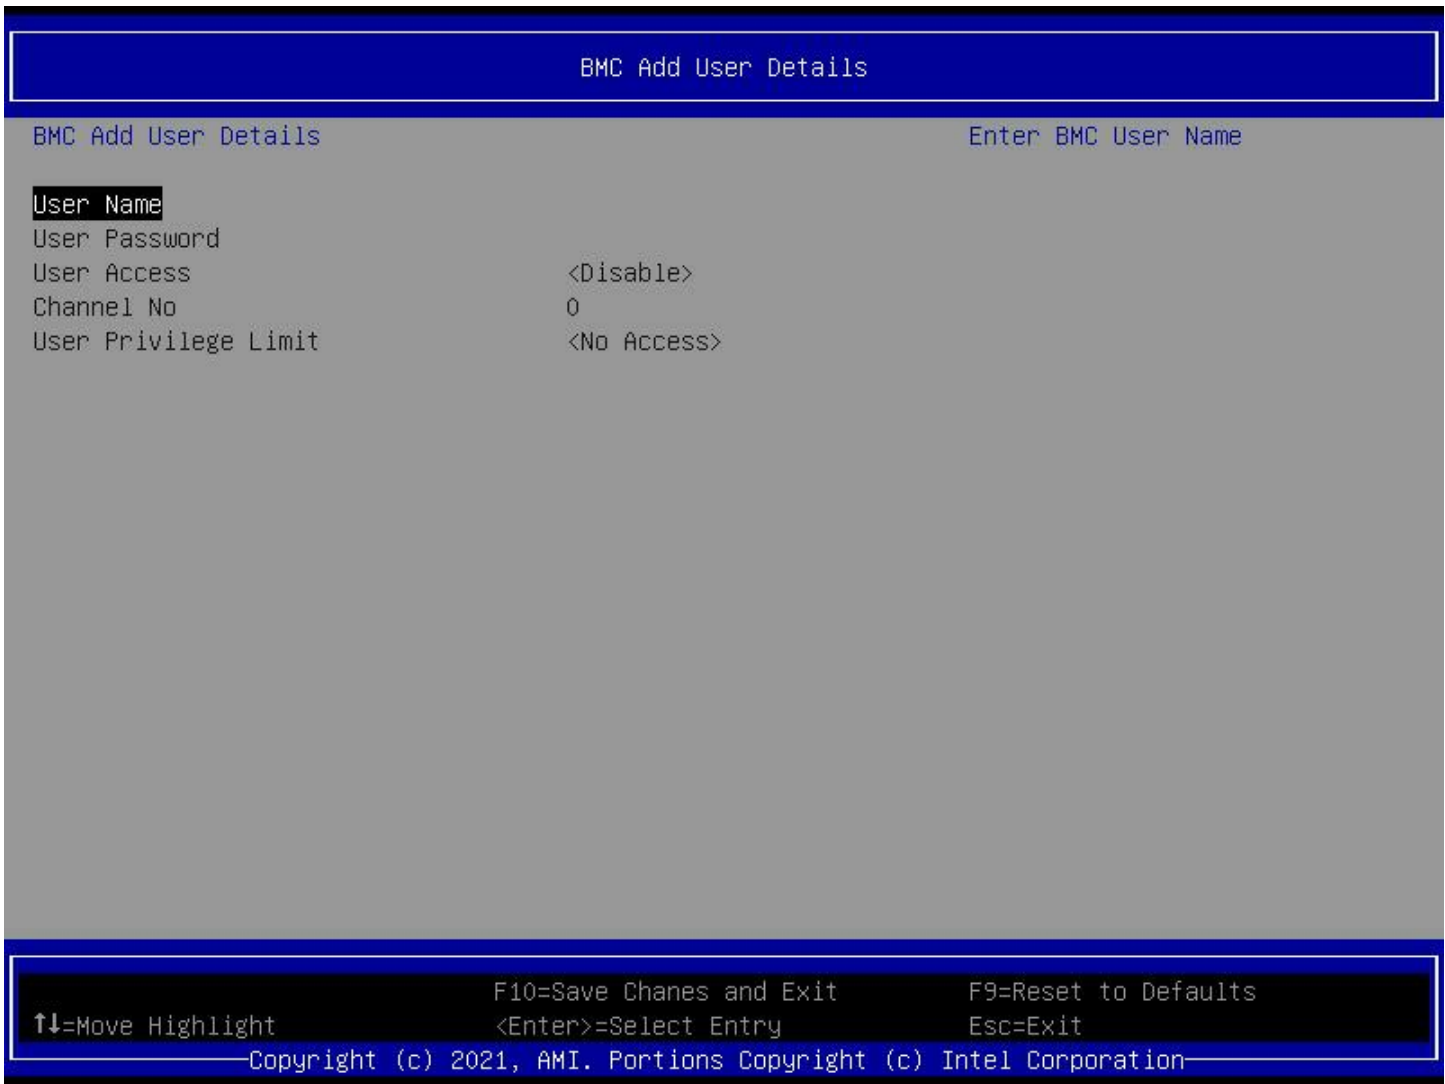 BMC Add User Details
BMC Add User Details Enter BMC User Name
User Name
User Password
User Access <Disable>
Channel No 0
User Privilege Limit <No Access>
F10=Save Chanes and Exit F9=Reset to Defaults
↑↓=Move Highlight <Enter>=Select Entry Esc=Exit
Copyright (c) 2021, AMI. Portions Copyright (c) Intel Corporation